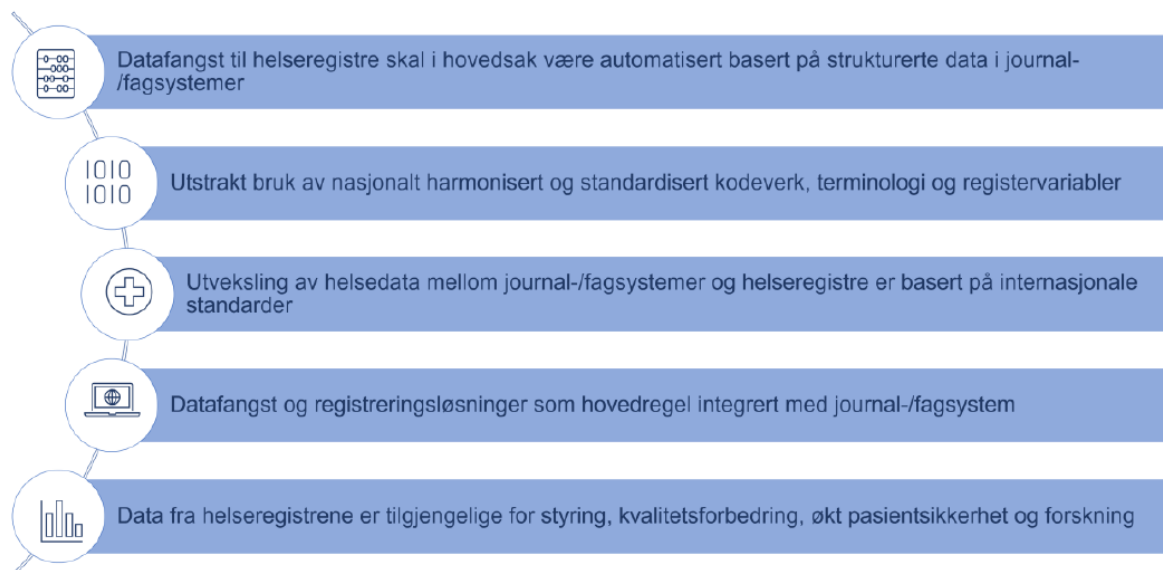 Datafangst til helseregistre skal i hovedsak være automatisert basert på strukturerte data i journal-
/fagsystemer
1010
1010
Utstrakt bruk av nasjonalt harmonisert og standardisert kodeverk, terminologi og registervariabler
Utveksling av helsedata mellom journal-/fagsystemer og helseregistre er basert på internasjonale
standarder
Datafangst og registreringsløsninger som hovedregel integrert med journal-/fagsystem
Data fra helseregistrene er tilgjengelige for styring, kvalitetsforbedring, økt pasientsikkerhet og forskning